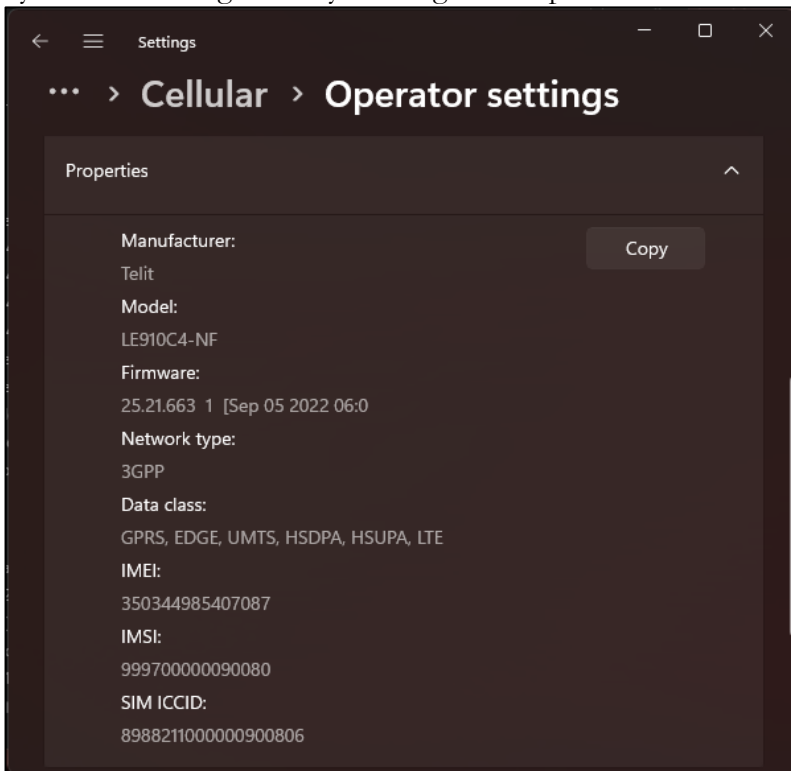 Settings
... > Cellular > Operator settings
Properties
Manufacturer:
Copy
Telit
Model:
LE910C4-NF
Firmware:
25.21.663 1 [Sep 05 2022 06:0
Network type:
3GPP
Data class:
GPRS, EDGE, UMTS, HSDPA, HSUPA, LTE
IMEI:
350344985407087
IMSI:
999700000090080
SIM ICCID:
8988211000000900806